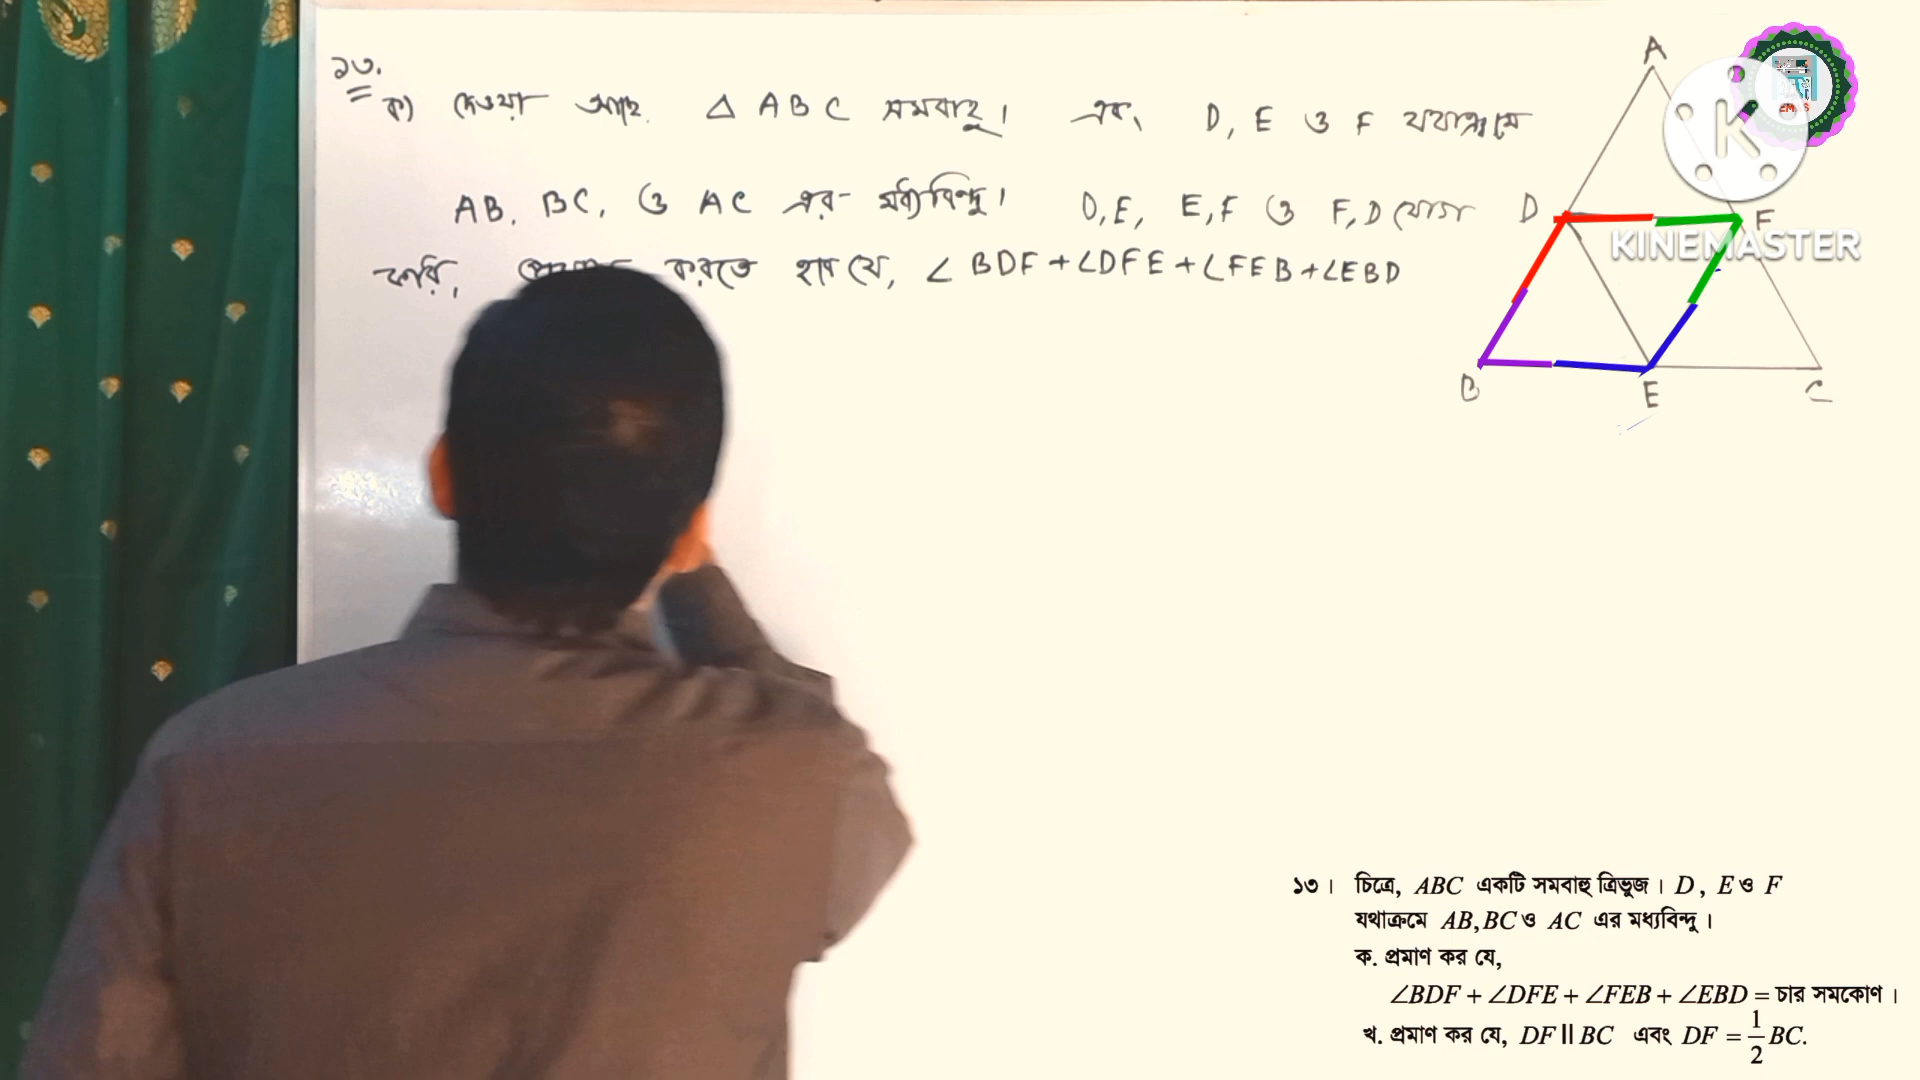 ১৩.
ক) দেওয়া আছে. △ABC সমবাহু। এবং D, E ও F যথাক্রমে
AB, BC, ও AC এর মধ্যবিন্দু। D,E, E,F ও F,D যোগ
করি, করতে হবে যে, ∠BDF+∠DFE+∠FEB+∠EBD
A
D
F
B
E
C
KINEMASTER
১৩। চিত্রে, ABC একটি সমবাহু ত্রিভুজ। D, E ও F
যথাক্রমে AB, BC ও AC এর মধ্যবিন্দু।
ক. প্রমাণ কর যে,
∠BDF + ∠DFE + ∠FEB + ∠EBD = চার সমকোণ।
খ. প্রমাণ কর যে, DF || BC এবং DF = 1/2 BC.